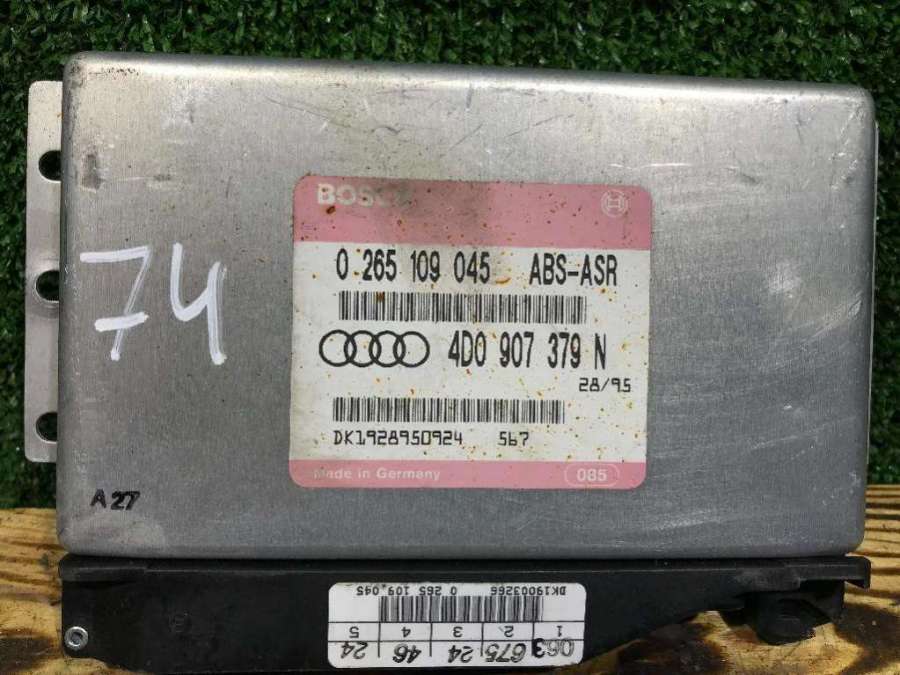 BOSCH
0 265 109 045 ABS-ASR
4D0 907 379 N
28/95
DK1928950924 567
Made in Germany 085
74
A27
DK19003266 0 265 109.045
1 2 3 4 5
063 675 24 46 24